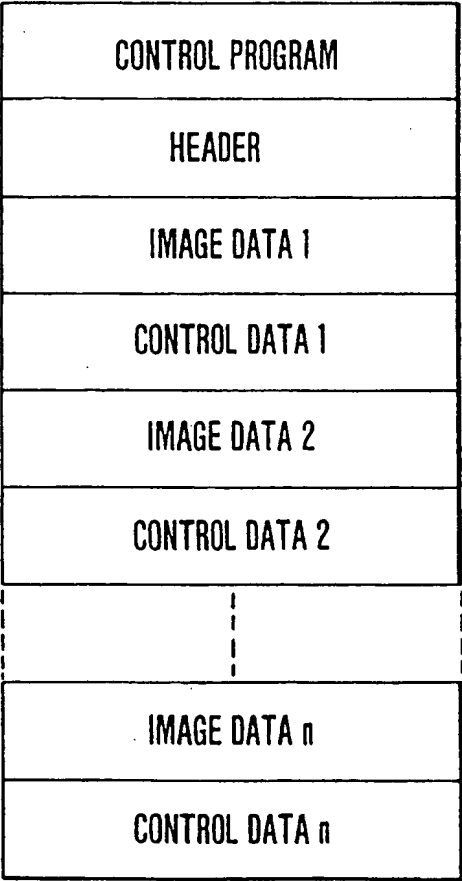 CONTROL PROGRAM
HEADER
IMAGE DATA 1
CONTROL DATA 1
IMAGE DATA 2
CONTROL DATA 2
IMAGE DATA n
CONTROL DATA n